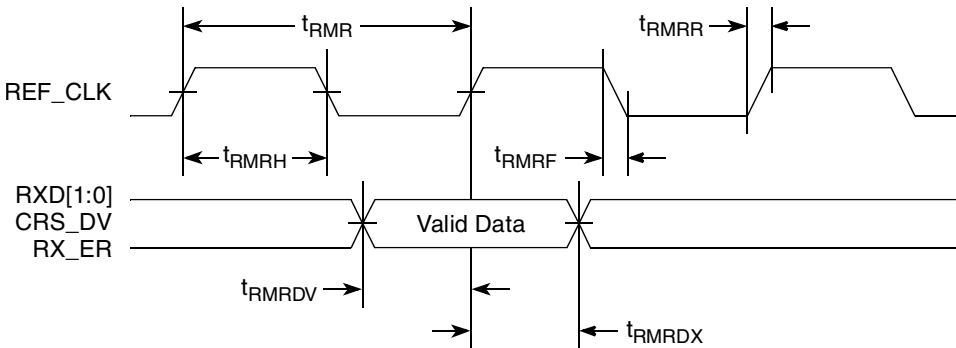 tRMR
tRMRR
REF_CLK
tRMRH
tRMRF
RXD[1:0]
CRS_DV
RX_ER
Valid Data
tRMRDV
tRMRDX